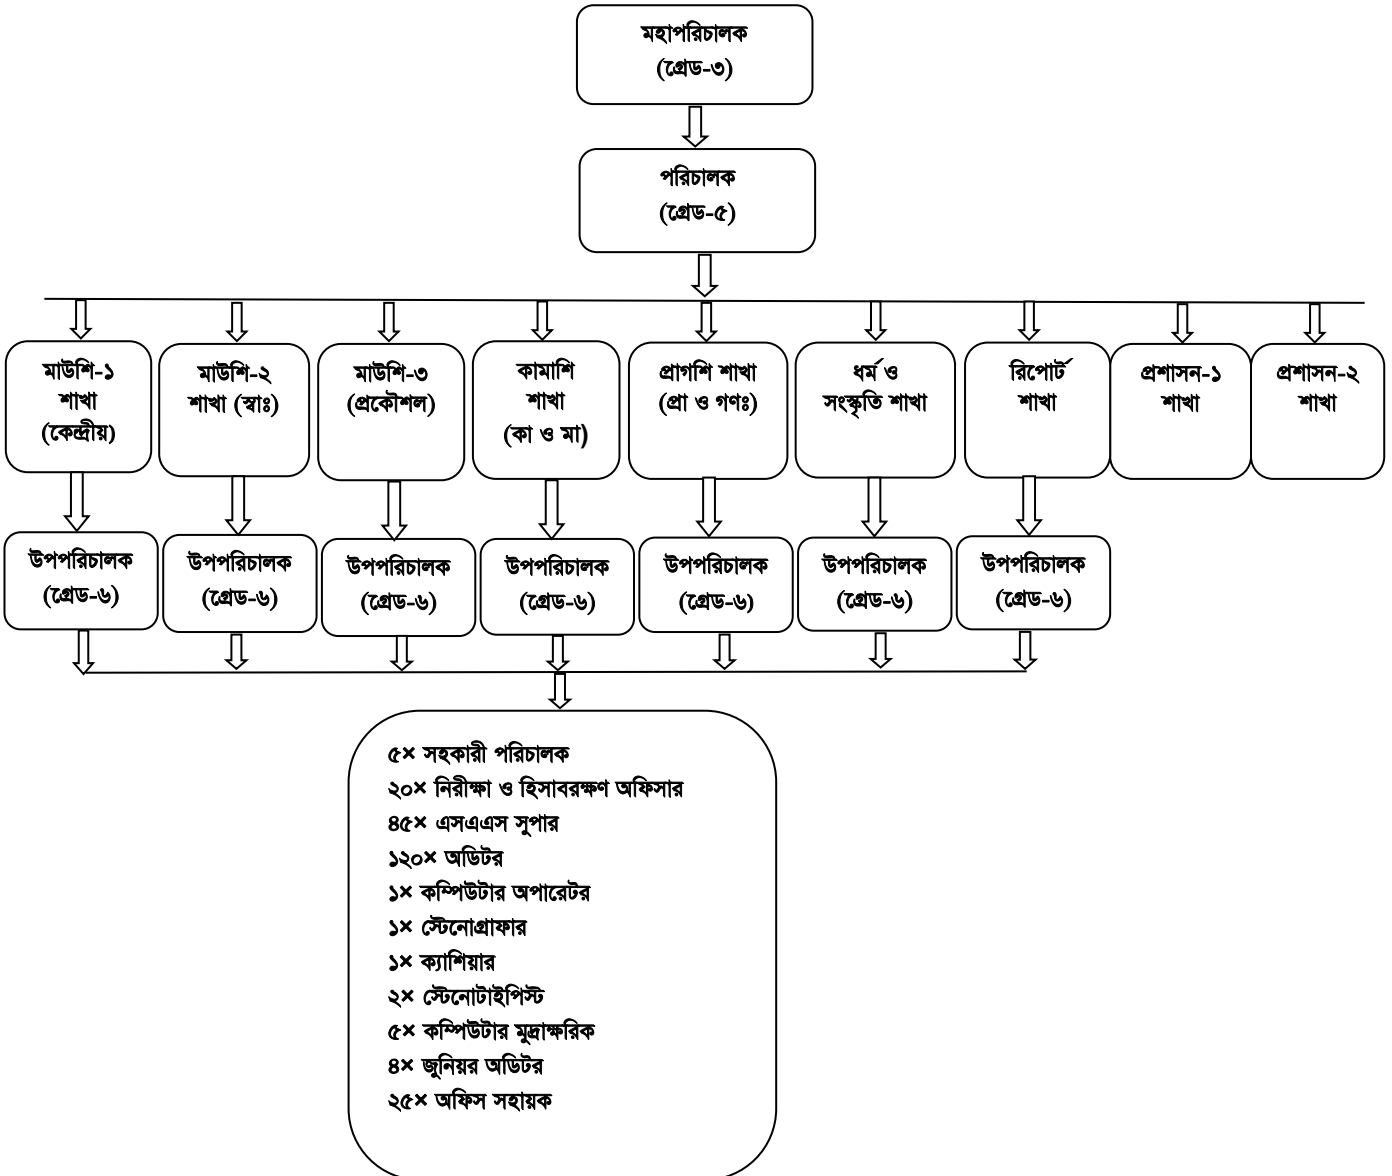 মহাপরিচালক
(গ্রেড-৩)
পরিচালক
(গ্রেড-৫)
মাউশি-১
শাখা
(কেন্দ্রীয়)
মাউশি-২
শাখা (স্বাঃ)
মাউশি-৩
(প্রকৌশল)
কামাশি
শাখা
(কা ও মা)
প্রাগশি শাখা
(প্রা ও গণঃ)
ধর্ম ও
সংস্কৃতি শাখা
রিপোর্ট
শাখা
প্রশাসন-১
শাখা
প্রশাসন-২
শাখা
উপপরিচালক
(গ্রেড-৬)
উপপরিচালক
(গ্রেড-৬)
উপপরিচালক
(গ্রেড-৬)
উপপরিচালক
(গ্রেড-৬)
উপপরিচালক
(গ্রেড-৬)
উপপরিচালক
(গ্রেড-৬)
উপপরিচালক
(গ্রেড-৬)
৫× সহকারী পরিচালক
২০× নিরীক্ষা ও হিসাবরক্ষণ অফিসার
৪৫× এসএএস সুপার
১২০× অডিটর
১× কম্পিউটার অপারেটর
১× স্টেনোগ্রাফার
১× ক্যাশিয়ার
২× স্টেনোটাইপিস্ট
৫× কম্পিউটার মুদ্রাক্ষরিক
৪× জুনিয়র অডিটর
২৫× অফিস সহায়ক